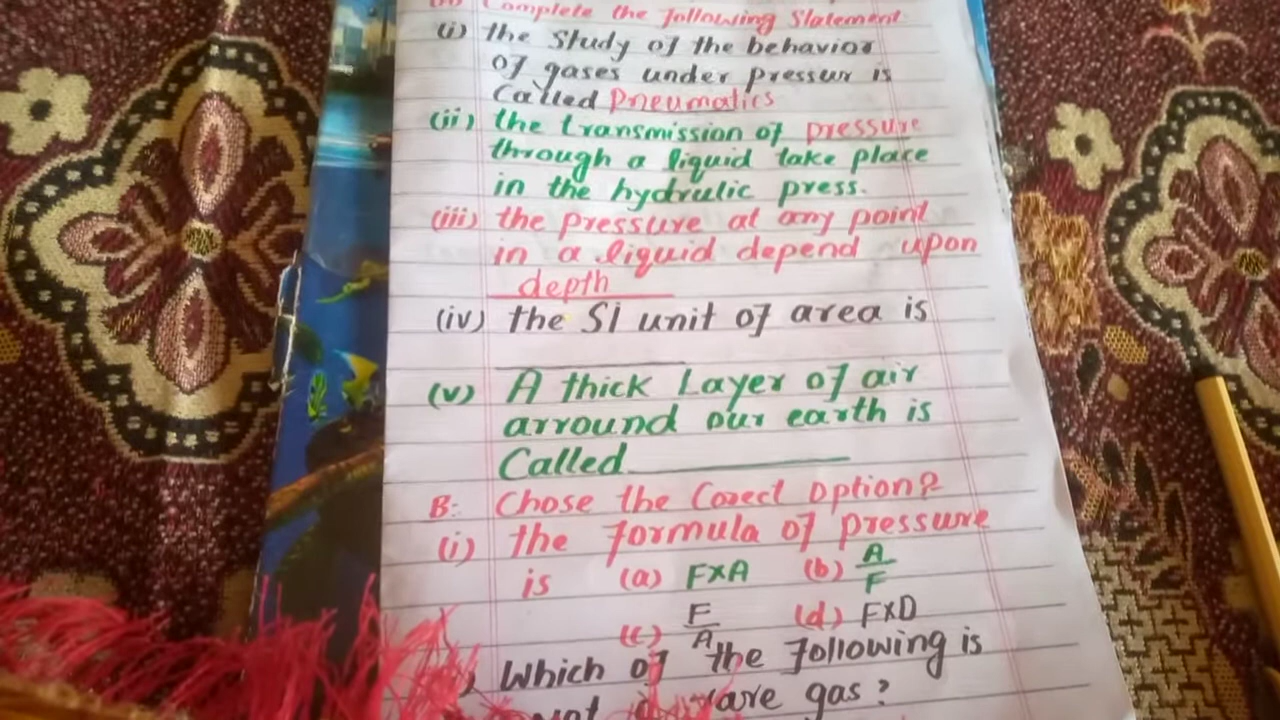 Complete the following Statement
(i) the Study of the behavior
of gases under pressur is
Called Pneumatics
(ii) the transmission of pressure
through a liquid take place
in the hydrulic press.
(iii) the pressure at any point
in a liquid depend upon
depth
(iv) the SI unit of area is
(v) A thick Layer of air
arround our earth is
Called
B:- Chose the Corect Option?
(i) the formula of pressure
is (a) F×A (b) A/F
(c) F/A (d) F×D
Which of the following is
not rare gas?